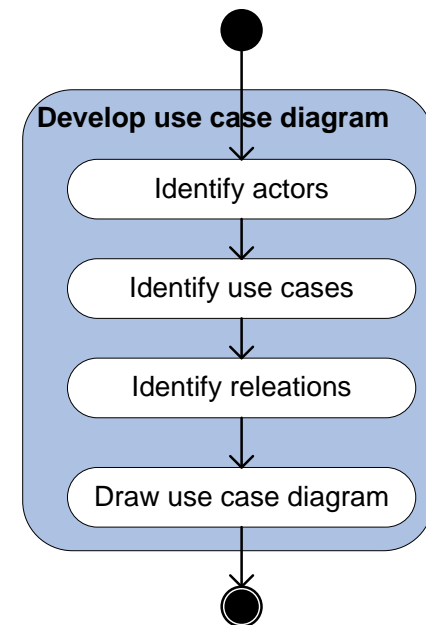 Develop use case diagram
Identify actors
Identify use cases
Identify releations
Draw use case diagram